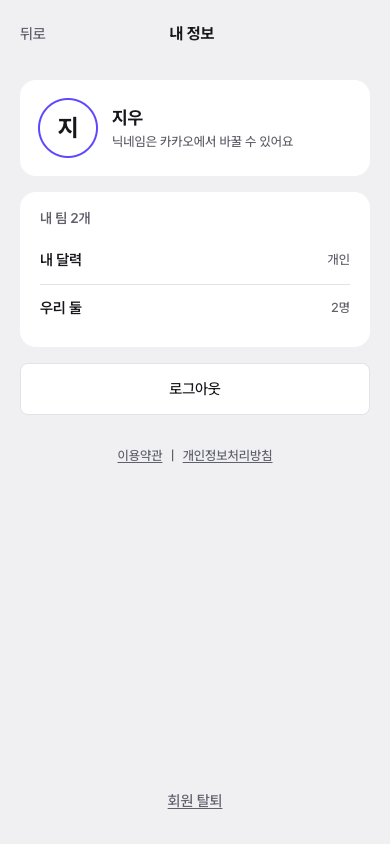 뒤로 내 정보
지
지우
닉네임은 카카오에서 바꿀 수 있어요
내 팀 2개
내 달력 개인
우리 둘 2명
로그아웃
이용약관 | 개인정보처리방침
회원 탈퇴